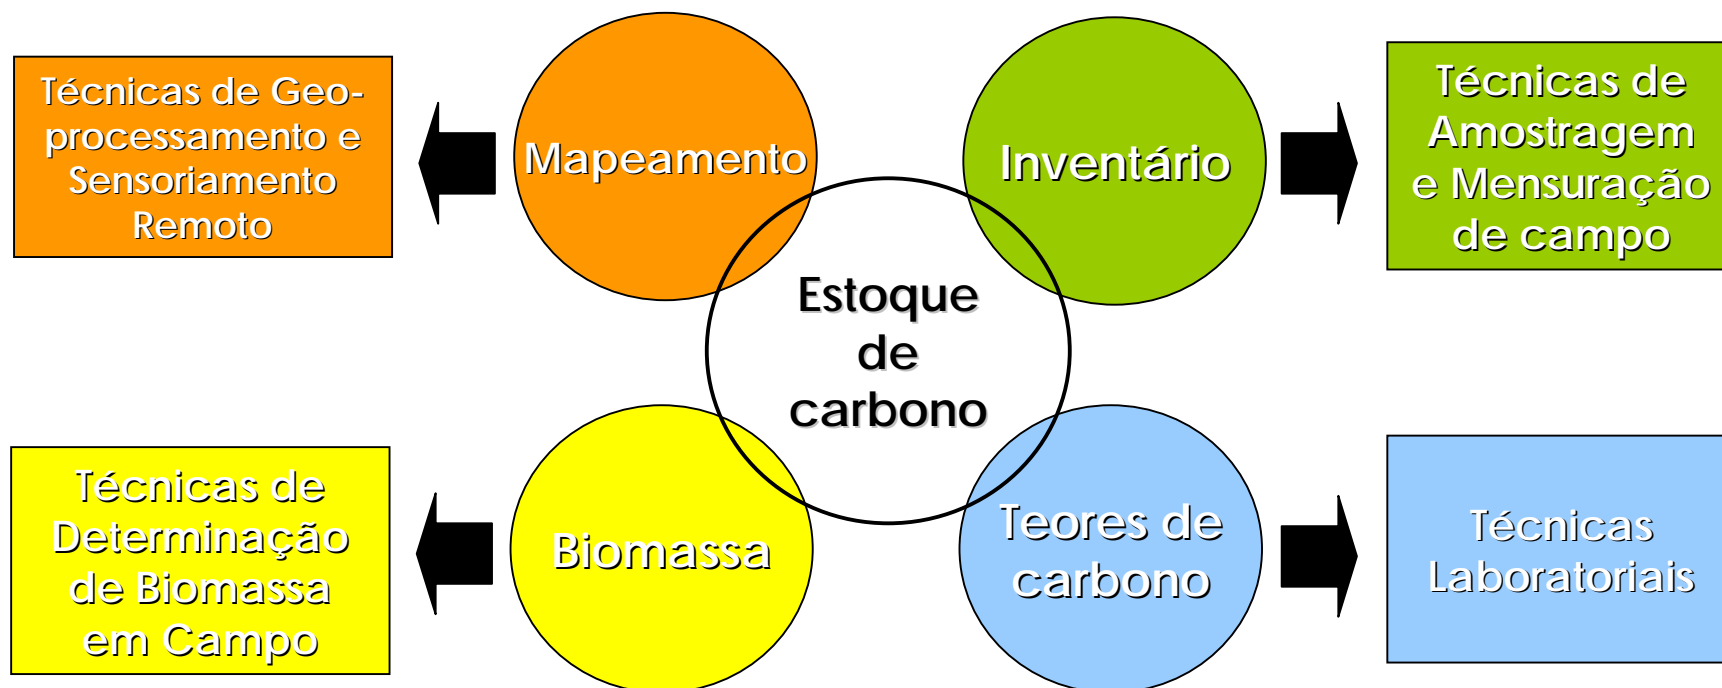 Técnicas de Geo-
processamento e
Sensoriamento
Remoto
Mapeamento
Inventário
Técnicas de
Amostragem
e Mensuração
de campo
Estoque
de
carbono
Técnicas de
Determinação
de Biomassa
em Campo
Biomassa
Teores de
carbono
Técnicas
Laboratoriais